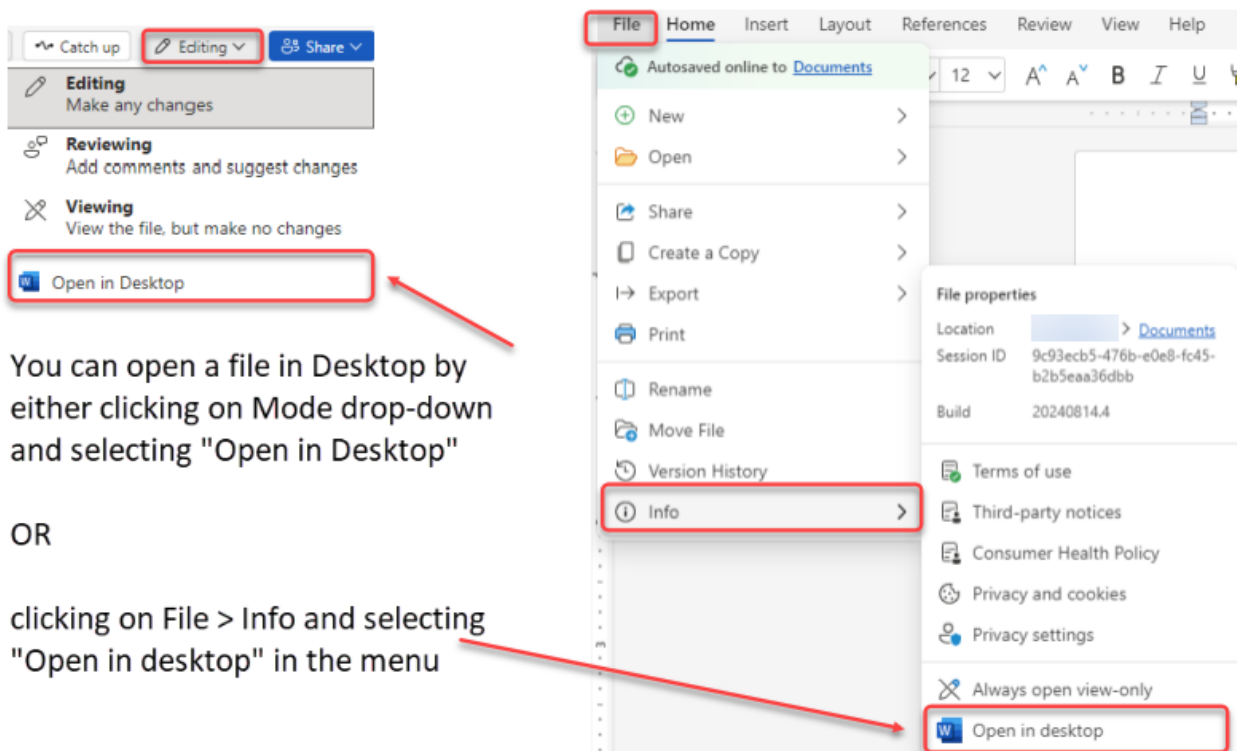 Catch up
Editing
Share
Editing
Make any changes
Reviewing
Add comments and suggest changes
Viewing
View the file, but make no changes
Open in Desktop
You can open a file in Desktop by
either clicking on Mode drop-down
and selecting "Open in Desktop"
OR
clicking on File > Info and selecting
"Open in desktop" in the menu
File Home Insert Layout References Review View Help
Autosaved online to Documents
12 A^ A˅ B I U
New
Open
Share
Create a Copy
Export
Print
Rename
Move File
Version History
Info
File properties
Location > Documents
Session ID 9c93ecb5-476b-e0e8-fc45-
b2b5eaa36dbb
Build 20240814.4
Terms of use
Third-party notices
Consumer Health Policy
Privacy and cookies
Privacy settings
Always open view-only
Open in desktop